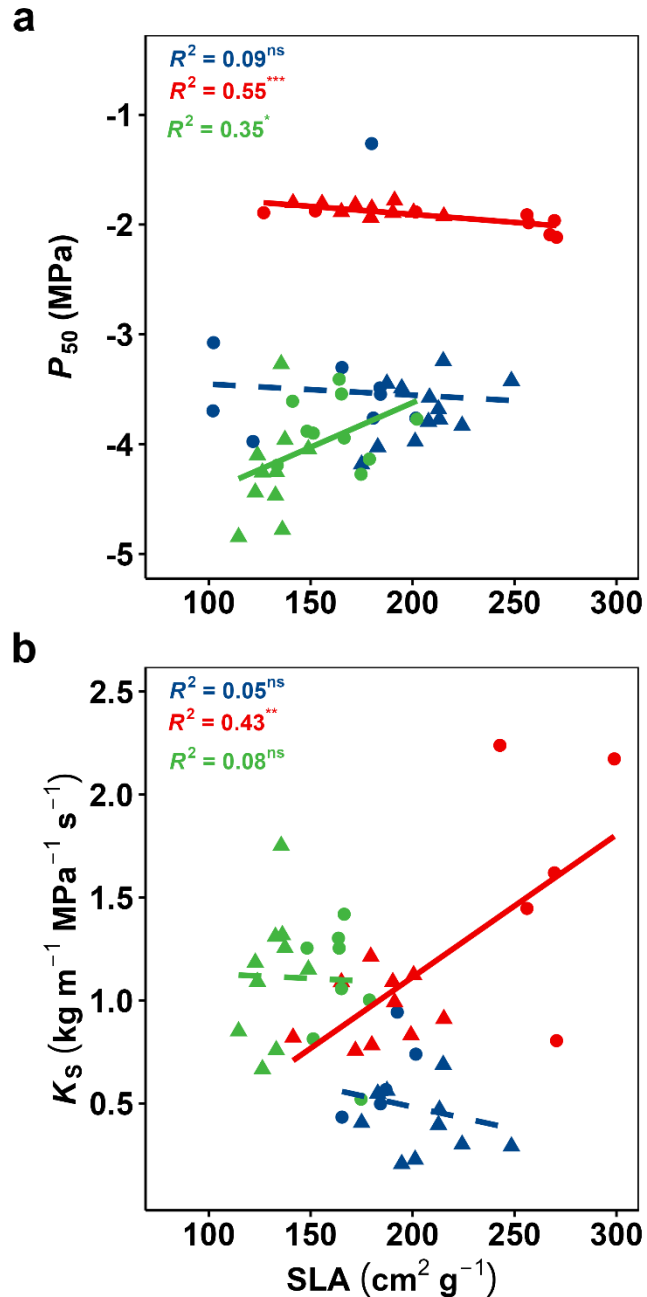 a
R² = 0.09ns
R² = 0.55***
R² = 0.35*
-1
-2
-3
-4
-5
P50 (MPa)
100 150 200 250 300
b
R² = 0.05ns
R² = 0.43**
R² = 0.08ns
2.5
2.0
1.5
1.0
0.5
KS (kg m⁻¹ MPa⁻¹ s⁻¹)
100 150 200 250 300
SLA (cm² g⁻¹)